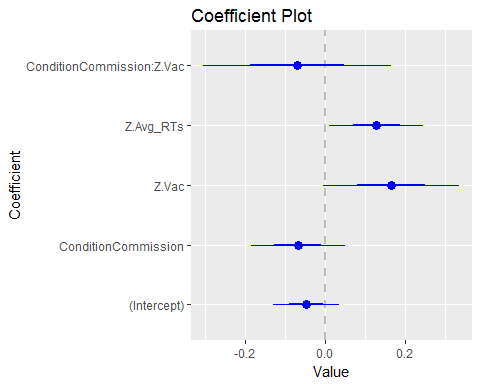 Coefficient Plot
ConditionCommission:Z.Vac
Z.Avg_RTs
Z.Vac
ConditionCommission
(Intercept)
Coefficient
-0.2 0.0 0.2
Value